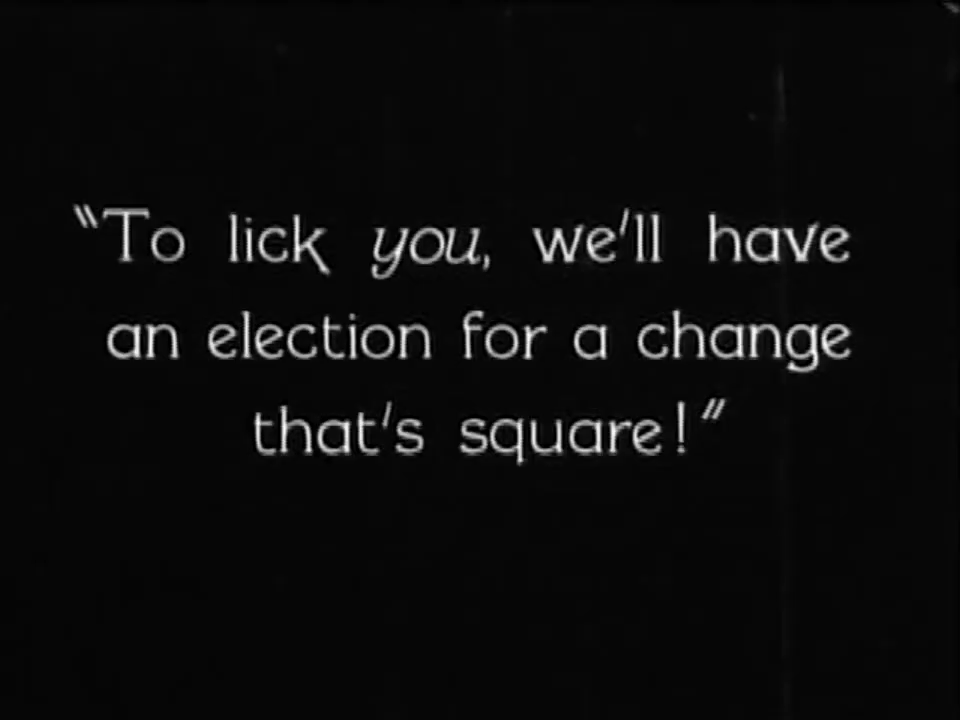 "To lick you, we'll have
an election for a change
that's square!"